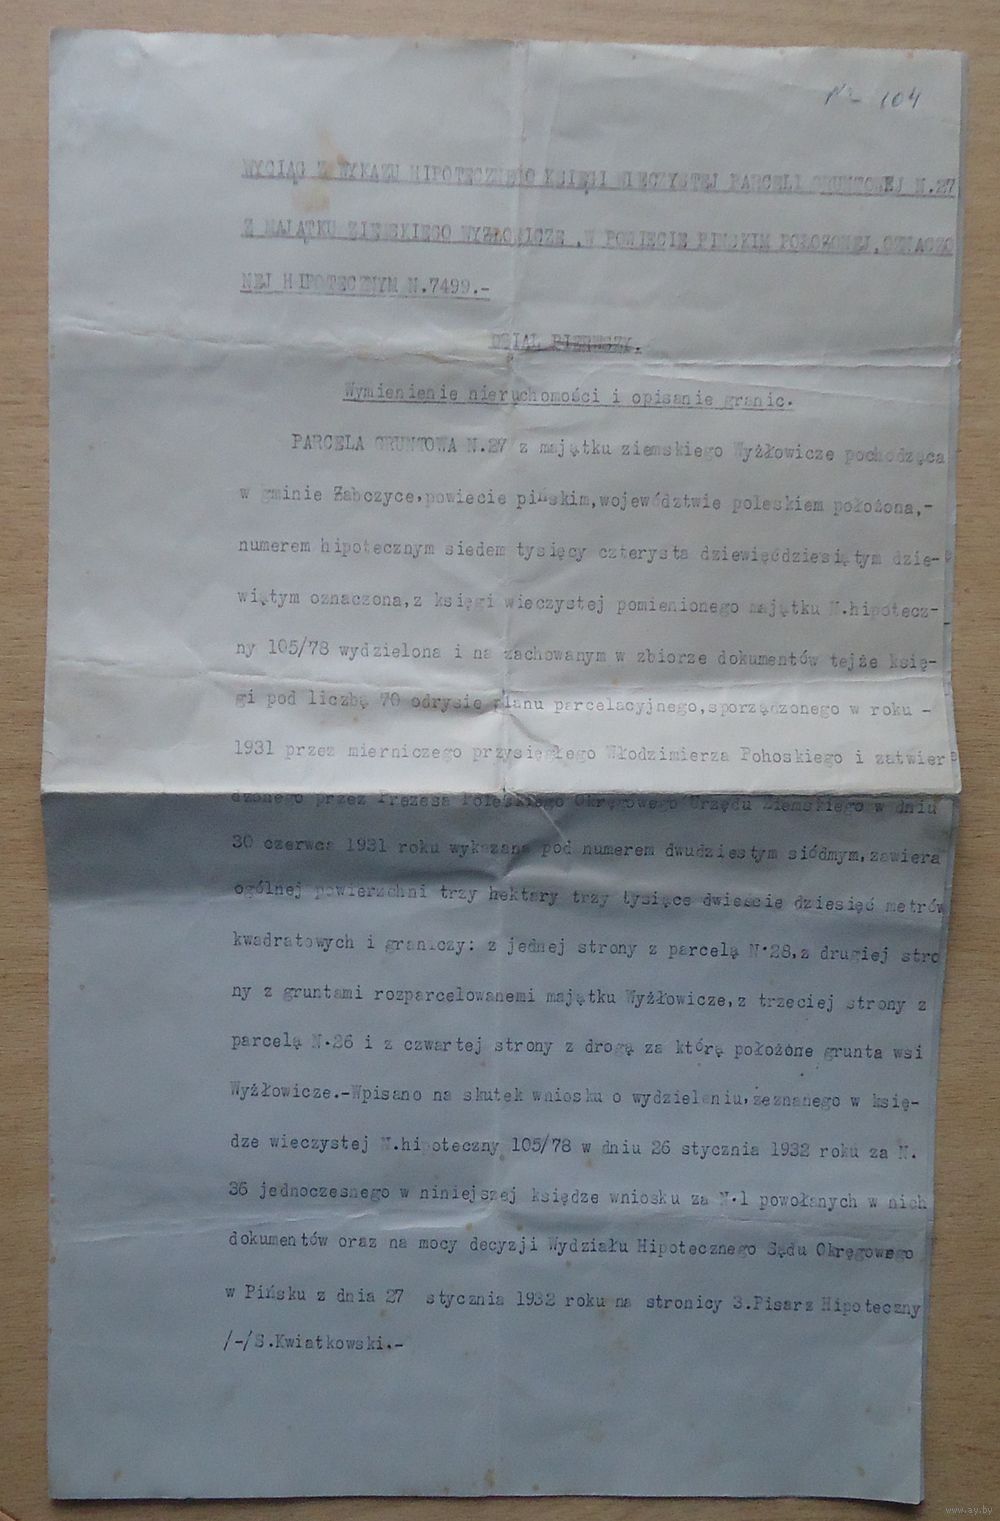 No 104
WYCIĄG Z WYKAZU HIPOTECZNEGO KSIĘGI WIECZYSTEJ PARCELI GRUNTOWEJ N.27
Z MAJĄTKU ZIEMSKIEGO WYŻŁOWICZE ,W POWIECIE PIŃSKIM POŁOŻONEJ,OZNACZO
NEJ HIPOTECZNYM N.7499.-
DZIAŁ PIERWSZY.
Wymienienie nieruchomości i opisanie granic.
PARCELA GRUNTOWA N.27 z majątku ziemskiego Wyżłowicze pochodząca
w gminie Żabczyce,powiecie pińskim,województwie poleskiem położona,-
numerem hipotecznym siedem tysięcy czterysta dziewięćdziesiątym dzie-
wiątym oznaczona,z księgi wieczystej pomienionego majątku N.hipotecz-
ny 105/78 wydzielona i na zachowanym w zbiorze dokumentów tejże księ-
gi pod liczbą 70 odrysie planu parcelacyjnego,sporządzonego w roku -
1931 przez mierniczego przysięgłego Włodzimierza Pohoskiego i zatwier
dzonego przez Prezesa Poleskiego Okręgowego Urzędu Ziemskiego w dniu
30 czerwca 1931 roku wykazana pod numerem dwudziestym siódmym,zawiera
ogólnej powierzchni trzy hektary trzy tysiące dwieście dziesięć metrów
kwadratowych i graniczy: z jednej strony z parcelą N.28,z drugiej stro
ny z gruntami rozparcelowanemi majątku Wyżłowicze,z trzeciej strony z
parcelą N.26 i z czwartej strony z drogą za którą położone grunta wsi
Wyżłowicze.-Wpisano na skutek wniosku o wydzieleniu,zeznanego w księ-
dze wieczystej N.hipoteczny 105/78 w dniu 26 stycznia 1932 roku za N.
36 jednoczesnego w niniejszej księdze wniosku za N.1 powołanych w nich
dokumentów oraz na mocy decyzji Wydziału Hipotecznego Sądu Okręgowego
w Pińsku z dnia 27 stycznia 1932 roku na stronicy 3.Pisarz Hipoteczny
/-/S.Kwiatkowski.-
www.ay.by